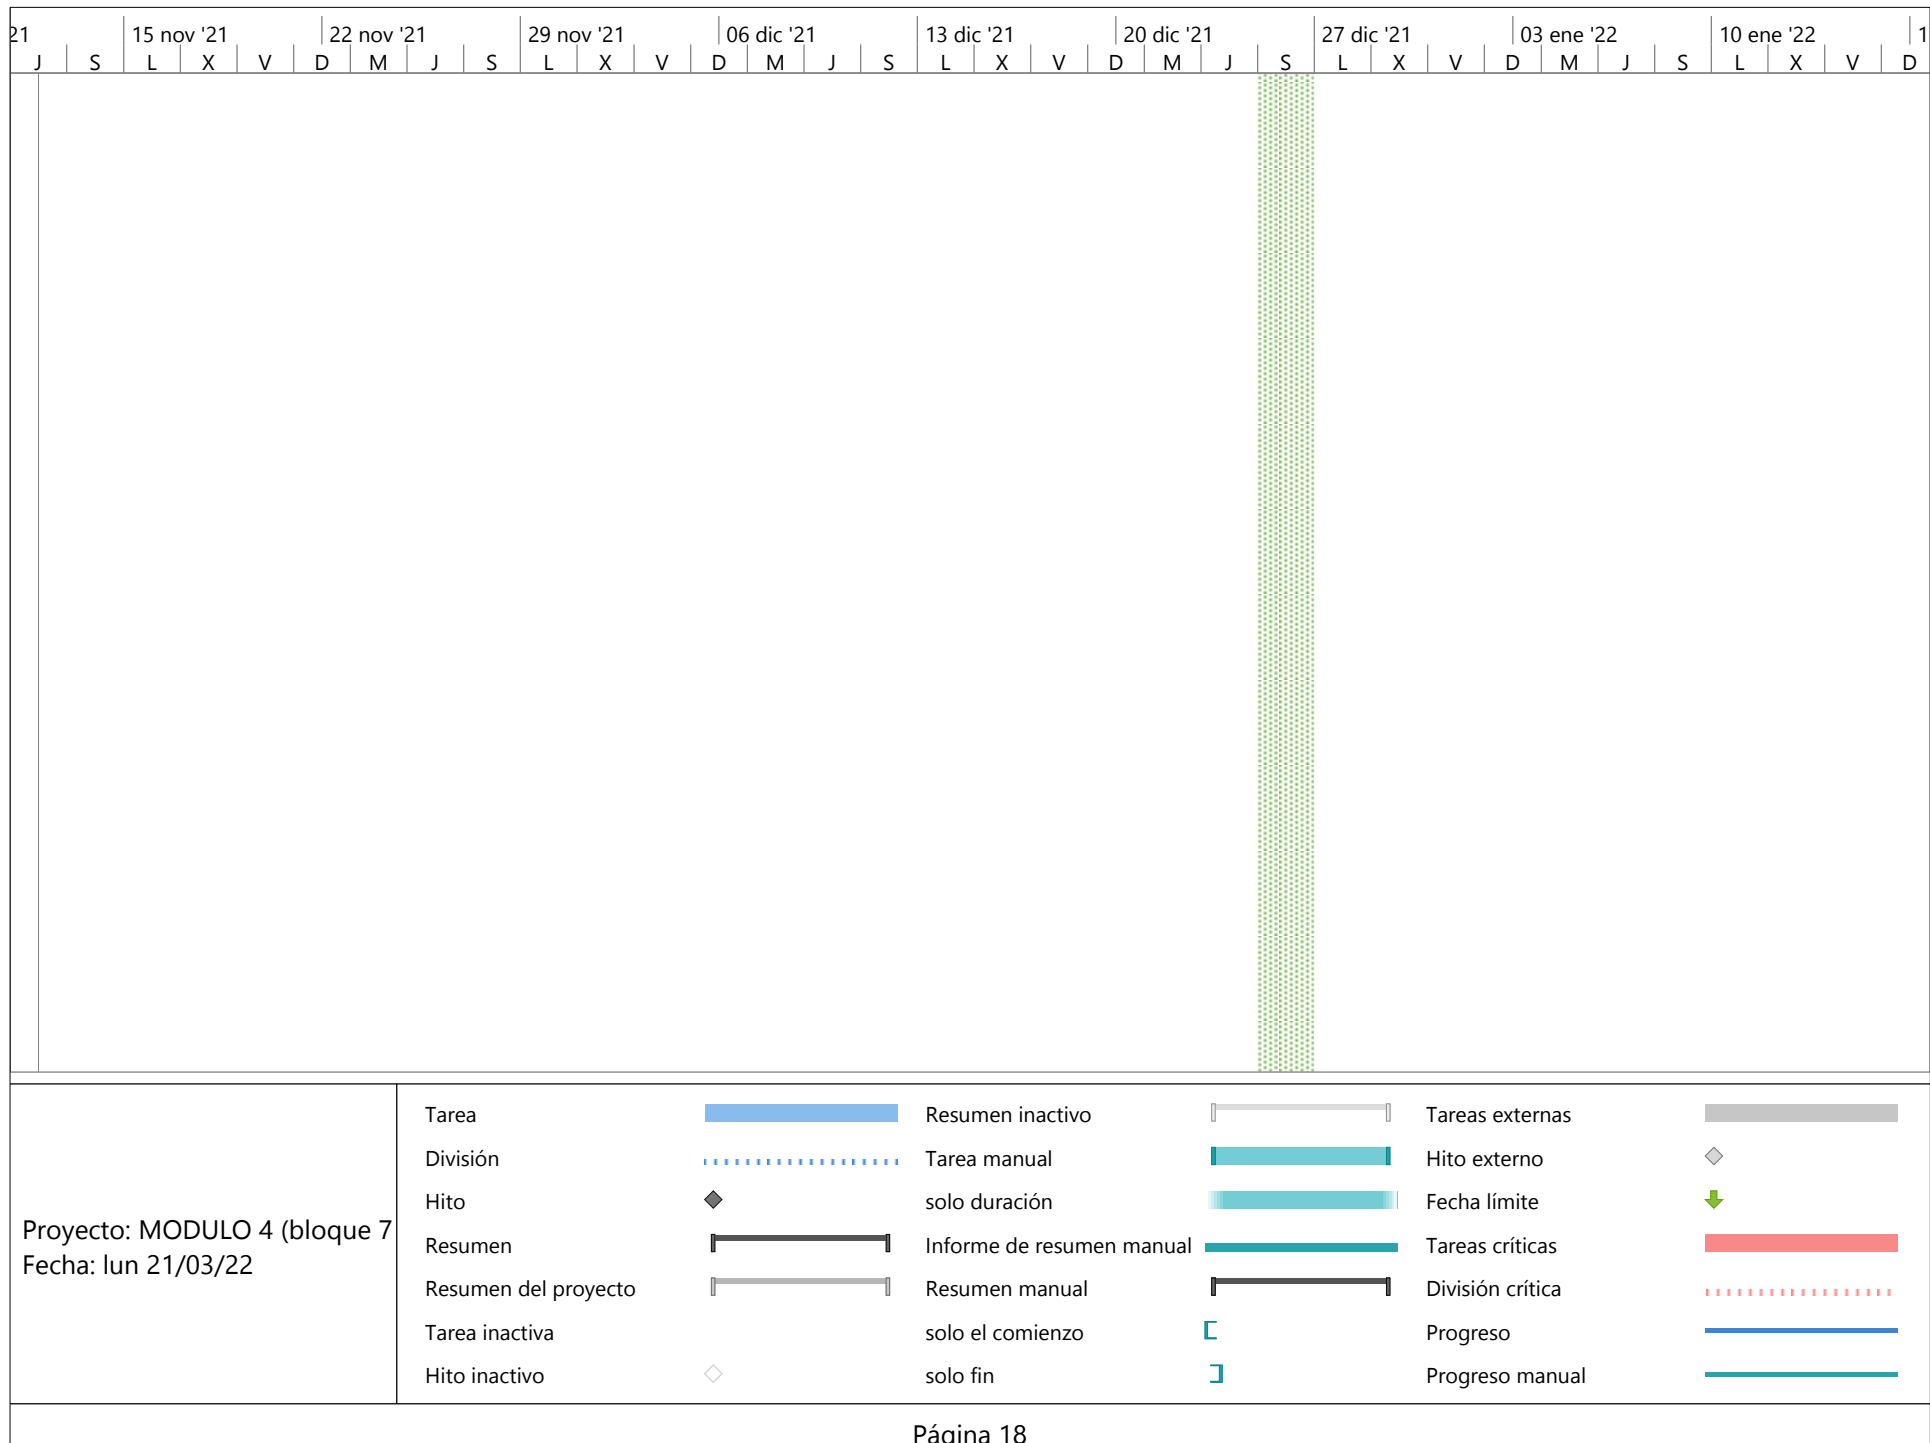 21 15 nov '21 22 nov '21 29 nov '21 06 dic '21 13 dic '21 20 dic '21 27 dic '21 03 ene '22 10 ene '22 1
J S L X V D M J S L X V D M J S L X V D M J S L X V D M J S L X V D
Tarea Resumen inactivo Tareas externas
División Tarea manual Hito externo
Hito solo duración Fecha límite
Proyecto: MODULO 4 (bloque 7
Resumen Informe de resumen manual Tareas críticas
Fecha: lun 21/03/22
Resumen del proyecto Resumen manual División crítica
Tarea inactiva solo el comienzo Progreso
Hito inactivo solo fin Progreso manual
Página 18